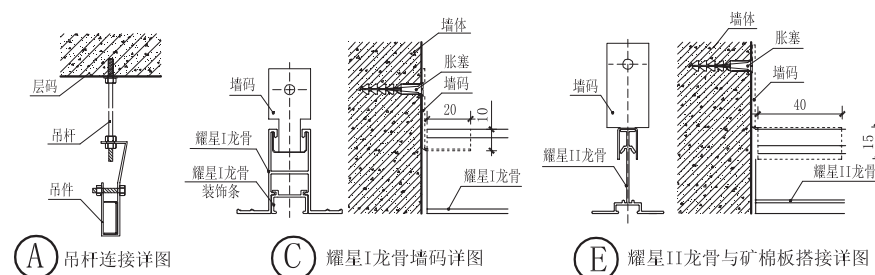 层码
吊杆
吊件
A 吊杆连接详图
墙码
耀星I龙骨
耀星I龙骨
装饰条
墙体
胀塞
墙码
20
10
耀星I龙骨
C 耀星I龙骨墙码详图
墙码
耀星II龙骨
墙体
胀塞
墙码
40
15
耀星II龙骨
E 耀星II龙骨与矿棉板搭接详图